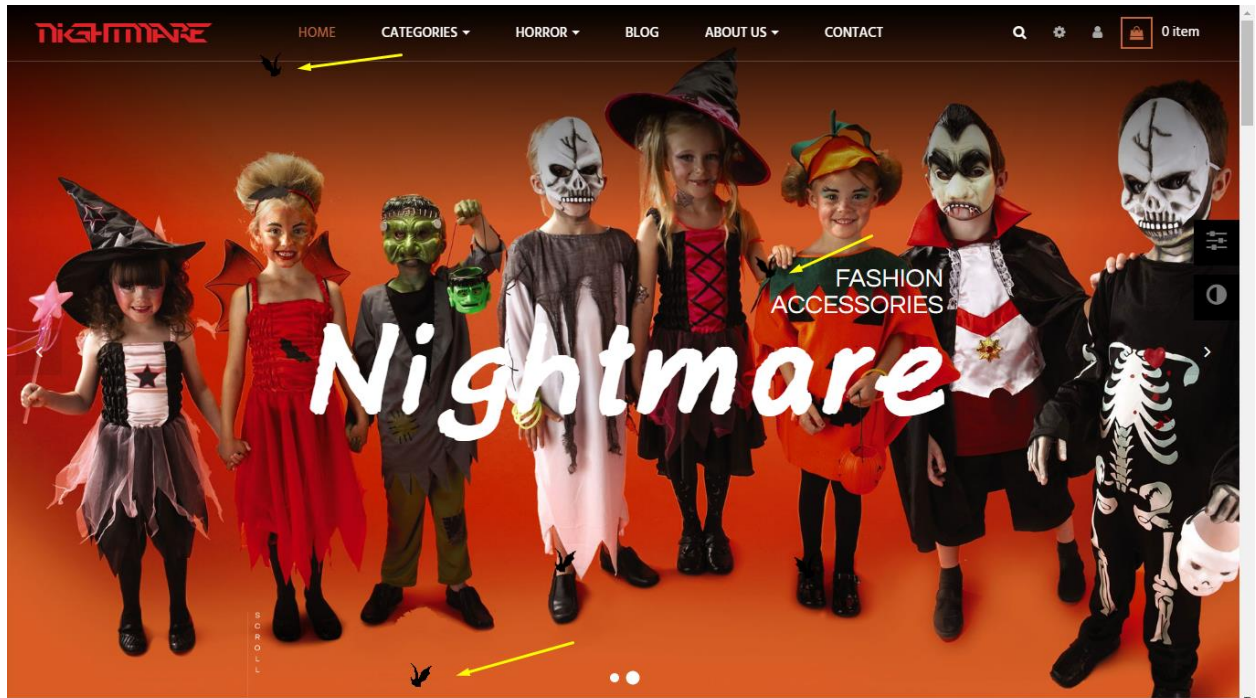 NiGHTMARE
HOME CATEGORIES HORROR BLOG ABOUT US CONTACT 0 item
FASHION
ACCESSORIES
Nightmare
SCROLL